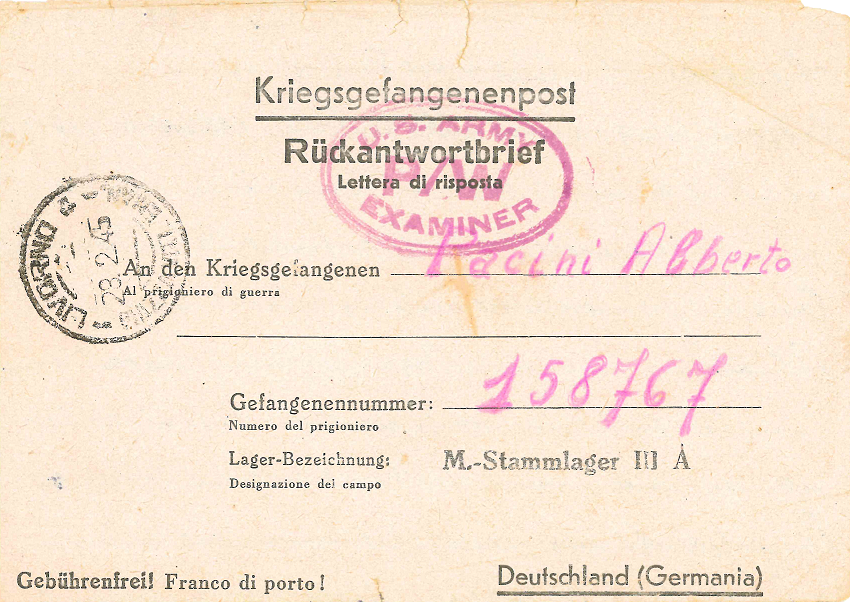 Kriegsgefangenenpost
U. S. ARMY
P/W
EXAMINER
Rückantwortbrief
Lettera di risposta
LIVORNO
28.2.45
An den Kriegsgefangenen Pacini Alberto
Al prigioniero di guerra
Gefangenennummer: 158767
Numero del prigioniero
Lager-Bezeichnung: M.-Stammlager III A
Designazione del campo
Gebührenfrei! Franco di porto!
Deutschland (Germania)